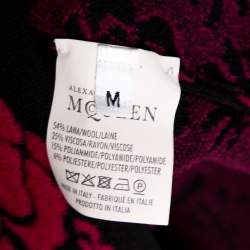 ALEXANDER
McQUEEN
M
54% LANA/WOOL/LAINE
25% VISCOSA/RAYON/VISCOSE
15% POLIAMMIDE/POLYAMIDE/POLYAMIDE
6% POLIESTERE/POLYESTER/POLYESTER
MADE IN ITALY / FABRIQUÉ EN ITALIE
PRODOTTO IN ITALIA